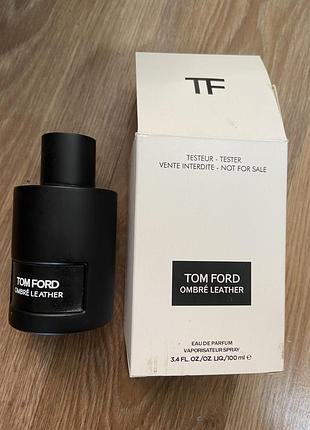 TF
TESTEUR - TESTER
VENTE INTERDITE - NOT FOR SALE
TOM FORD
OMBRÉ LEATHER
TOM FORD
OMBRÉ LEATHER
EAU DE PARFUM
VAPORISATEUR SPRAY
3.4 FL.OZ./OZ. LIQ./100 ml ℮